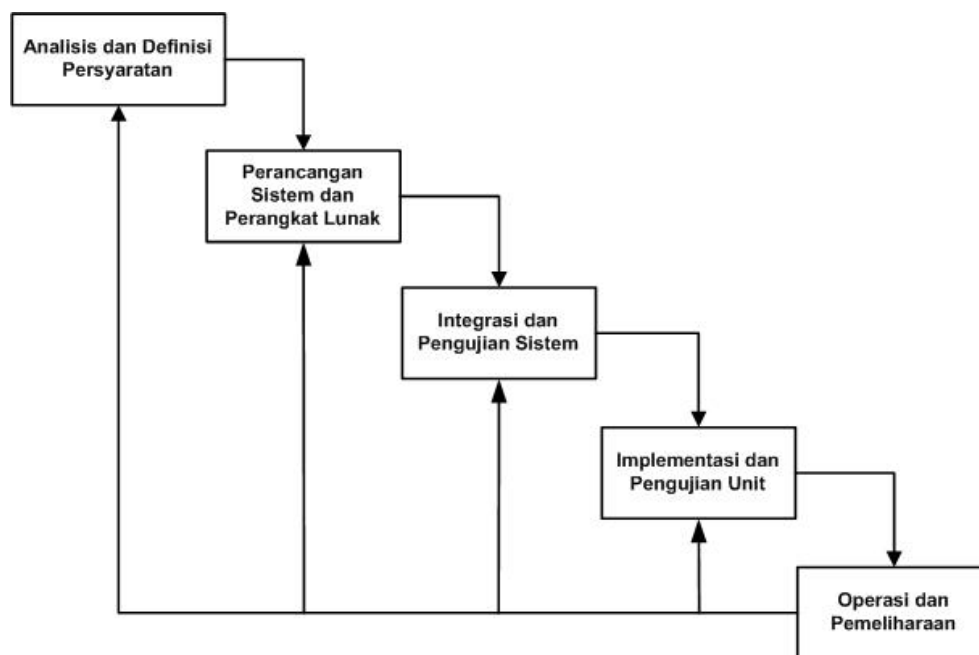 Analisis dan Definisi
Persyaratan
Perancangan
Sistem dan
Perangkat Lunak
Integrasi dan
Pengujian Sistem
Implementasi dan
Pengujian Unit
Operasi dan
Pemeliharaan